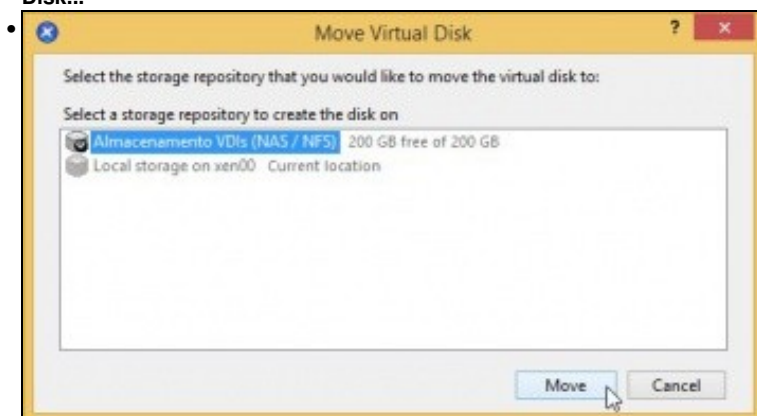 Disk...
Move Virtual Disk
?
Select the storage repository that you would like to move the virtual disk to:
Select a storage repository to create the disk on
Almacenamento VDIs (NAS / NFS) 200 GB free of 200 GB
Local storage on xen00 Current location
Move
Cancel